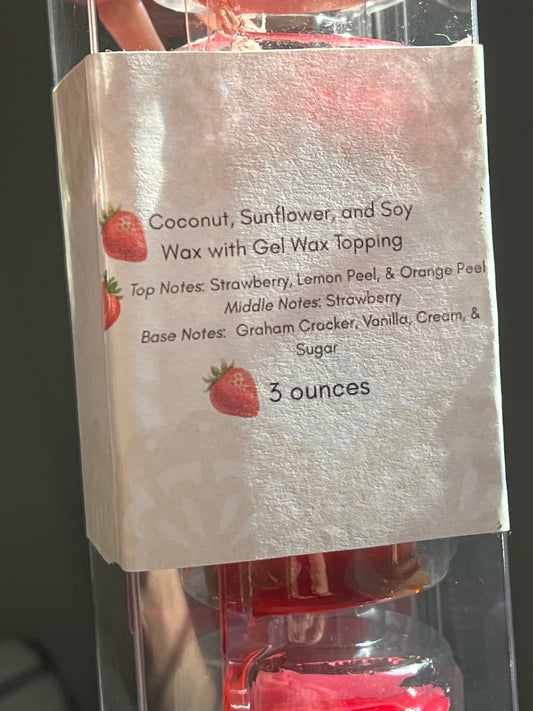 Coconut, Sunflower, and Soy
Wax with Gel Wax Topping
Top Notes: Strawberry, Lemon Peel, & Orange Peel
Middle Notes: Strawberry
Base Notes: Graham Cracker, Vanilla, Cream, &
Sugar
3 ounces